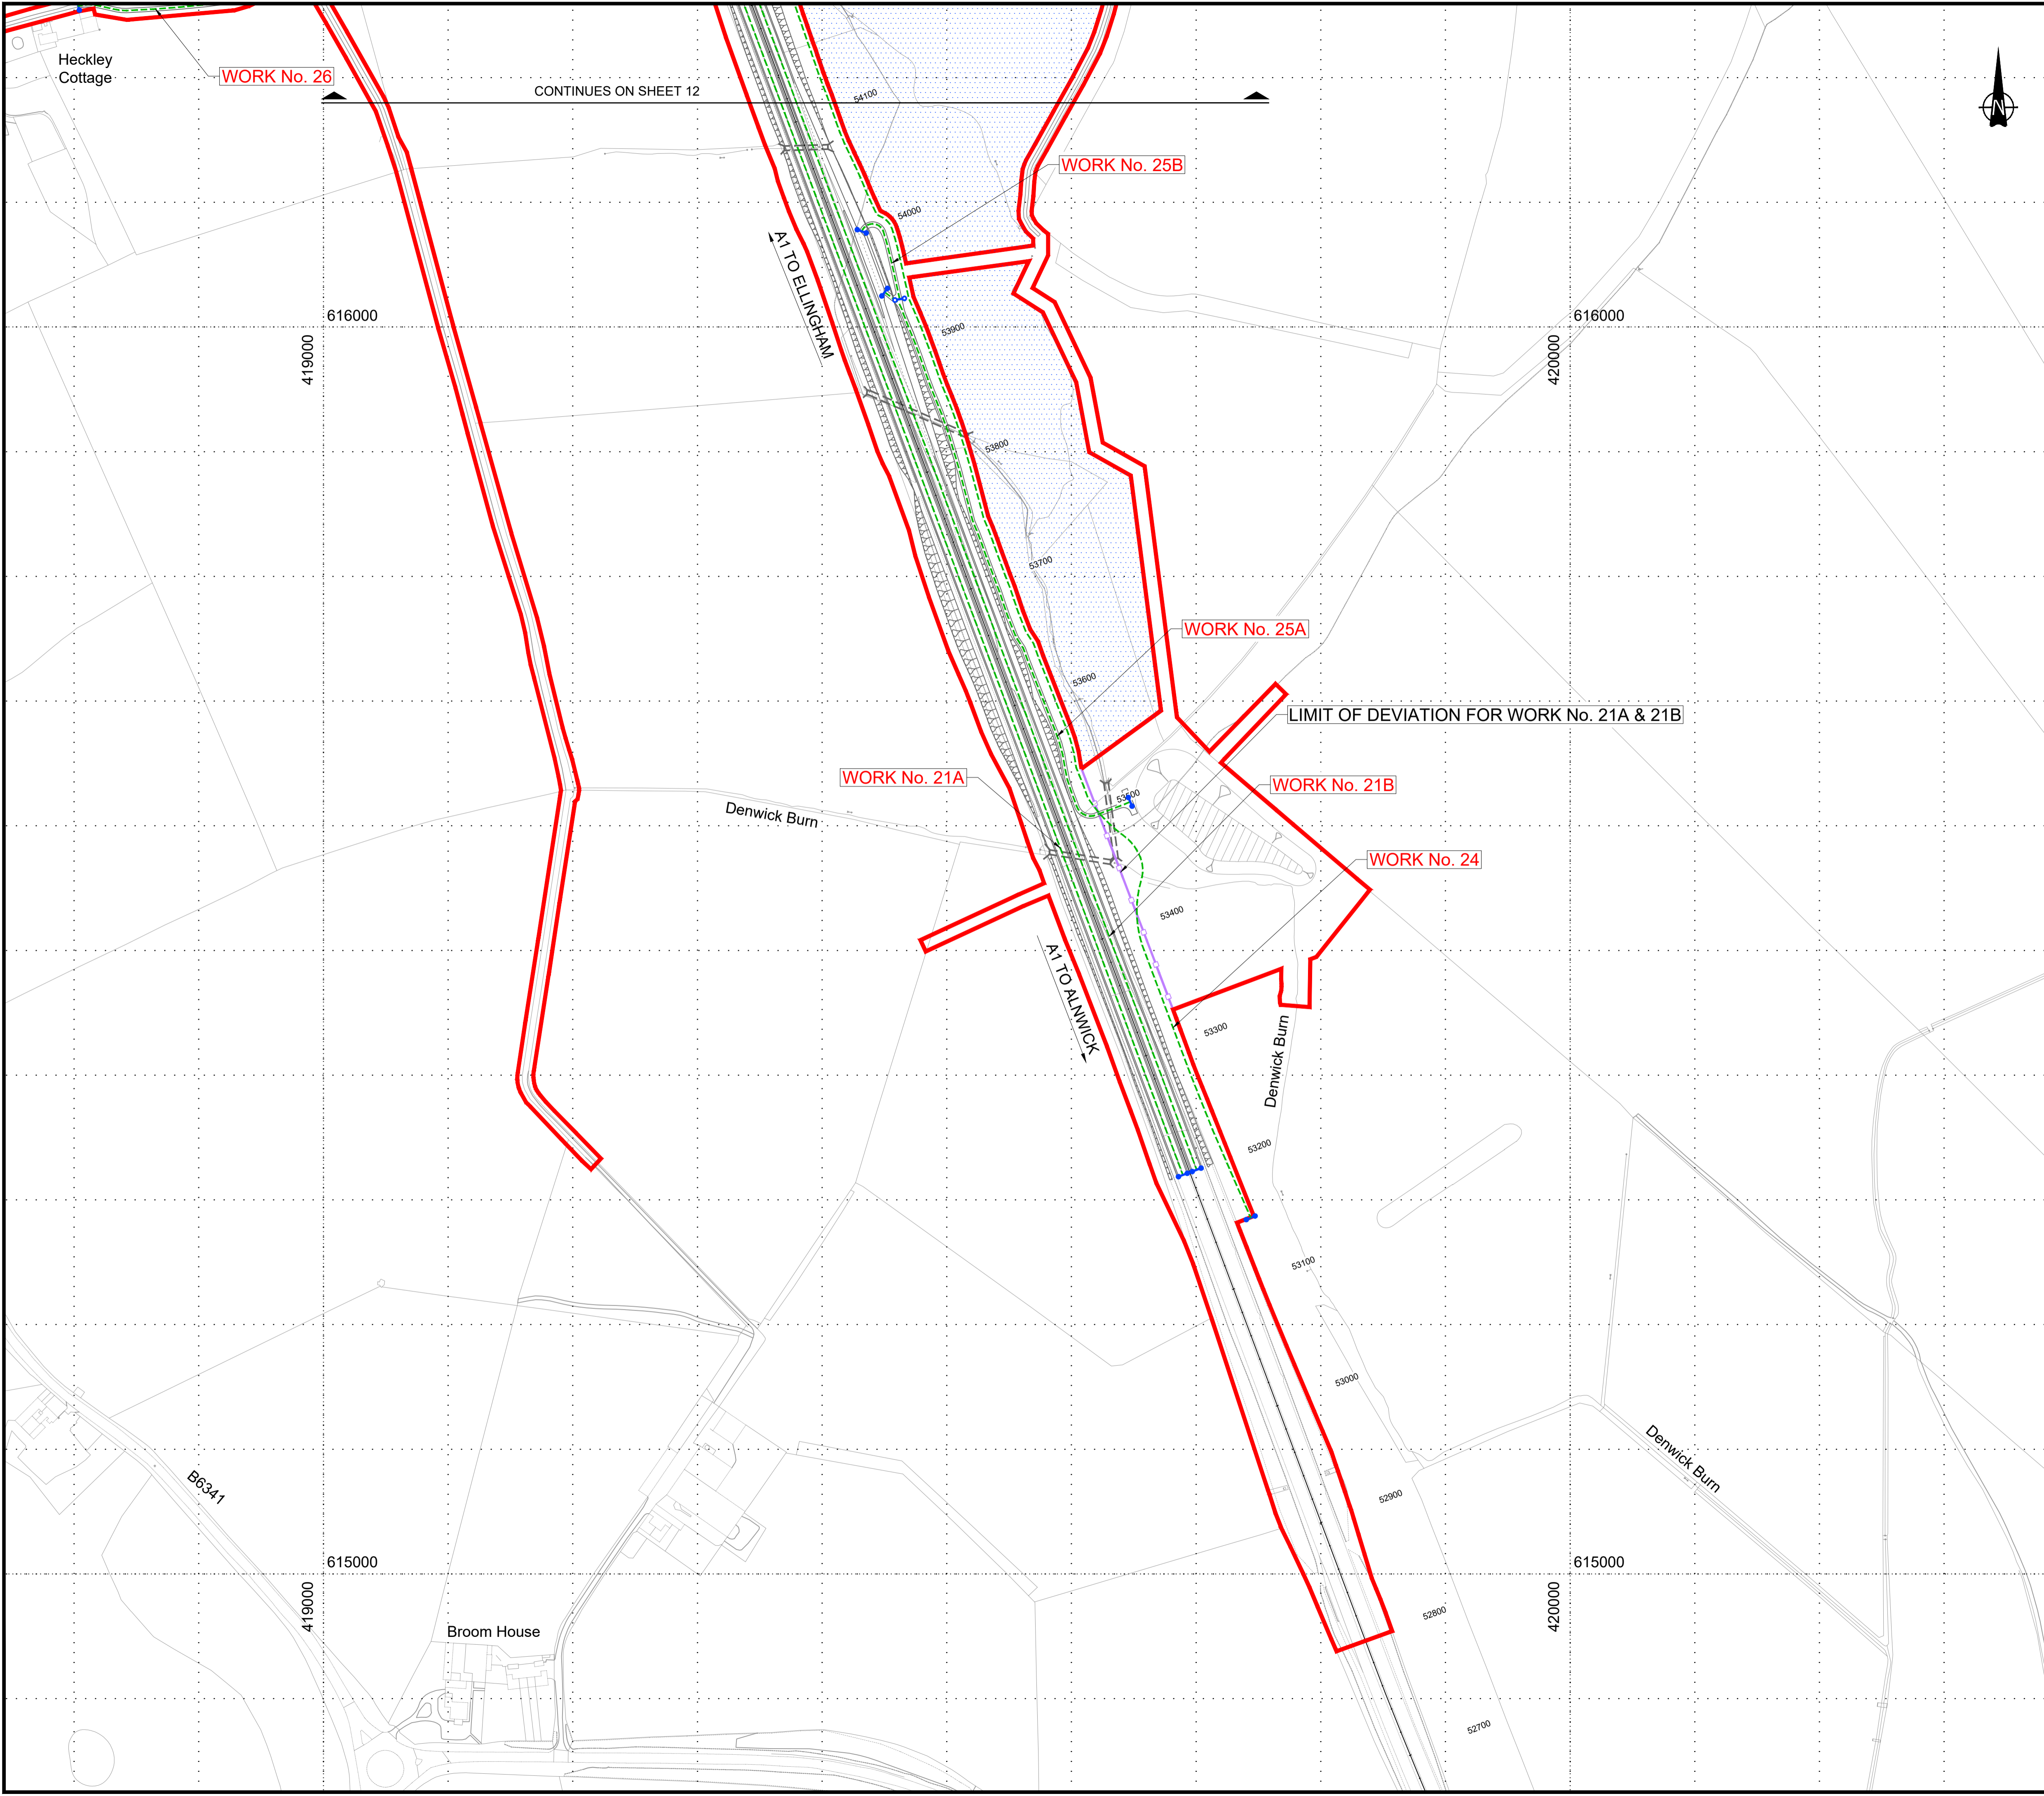 Heckley
Cottage
WORK No. 26
CONTINUES ON SHEET 12
54100
N
WORK No. 25B
54000
A1 TO ELLINGHAM
616000
419000
53900
616000
420000
53800
53700
WORK No. 25A
53600
LIMIT OF DEVIATION FOR WORK No. 21A & 21B
WORK No. 21A
WORK No. 21B
53500
Denwick Burn
WORK No. 24
53400
A1 TO ALNWICK
53300
Denwick Burn
53200
53100
53000
Denwick Burn
B6341
52900
615000
419000
615000
420000
52800
Broom House
52700